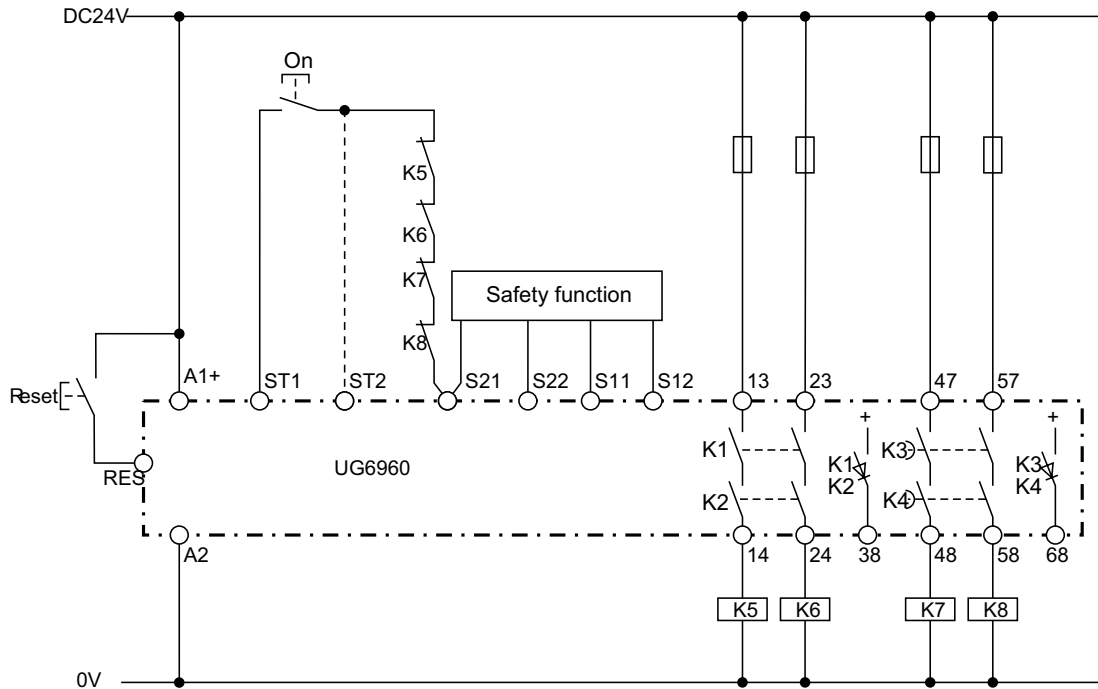 DC24V
On
K5
K6
K7
Safety function
K8
A1+
ST1
ST2
S21
S22
S11
S12
13
23
47
57
Reset
RES
UG6960
+
+
K1
K1
K3
K3
K2
K4
K2
K4
A2
14
24
38
48
58
68
K5
K6
K7
K8
0V